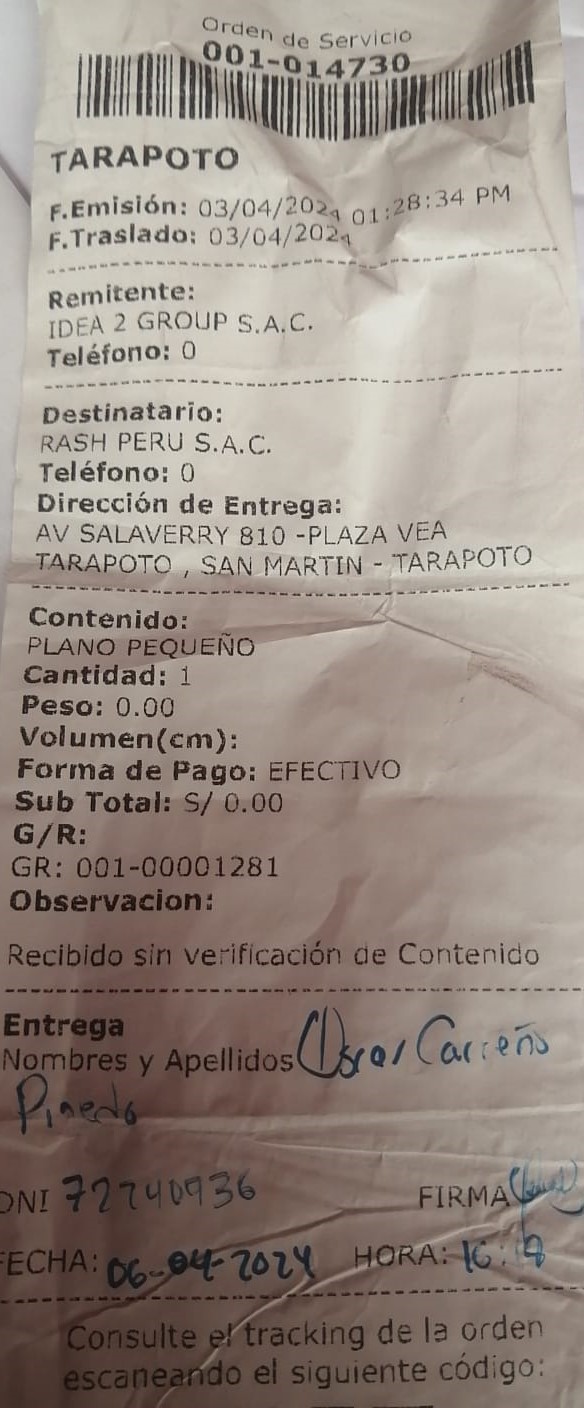 Orden de Servicio
001-014730
TARAPOTO
F.Emisión: 03/04/2024 01:28:34 PM
F.Traslado: 03/04/2024
Remitente:
IDEA 2 GROUP S.A.C.
Teléfono: 0
Destinatario:
RASH PERU S.A.C.
Teléfono: 0
Dirección de Entrega:
AV SALAVERRY 810 -PLAZA VEA
TARAPOTO , SAN MARTIN - TARAPOTO
Contenido:
PLANO PEQUEÑO
Cantidad: 1
Peso: 0.00
Volumen(cm):
Forma de Pago: EFECTIVO
Sub Total: S/ 0.00
G/R:
GR: 001-00001281
Observacion:
Recibido sin verificación de Contenido
Entrega
Nombres y Apellidos Oscar Carreño
Pinedo
DNI 72740936 FIRMA
FECHA: 06-04-2024 HORA:
Consulte el tracking de la orden
escaneando el siguiente código: